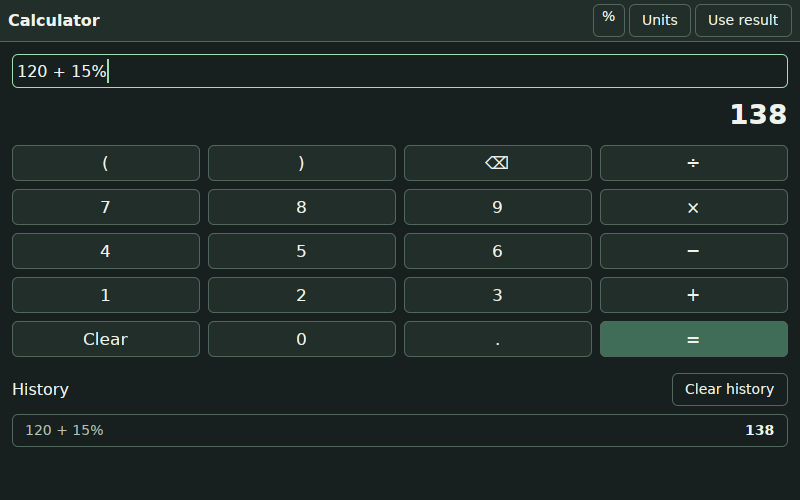 Calculator % Units Use result
120 + 15%
138
( ) ⌫ ÷
7 8 9 ×
4 5 6 −
1 2 3 +
Clear 0 . =
History Clear history
120 + 15% 138